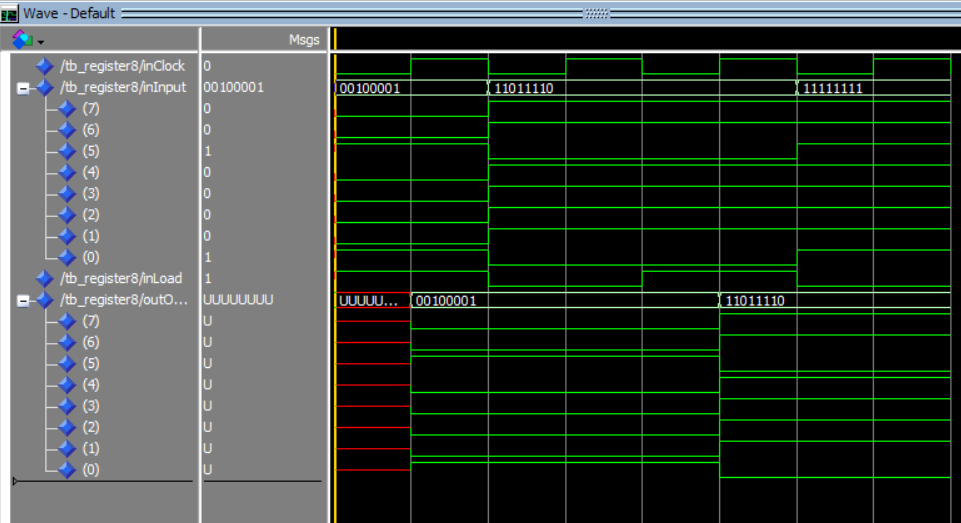 Wave - Default
Msgs
/tb_register8/inClock 0
/tb_register8/inInput 00100001 00100001 11011110 11111111
(7) 0
(6) 0
(5) 1
(4) 0
(3) 0
(2) 0
(1) 0
(0) 1
/tb_register8/inLoad 1
/tb_register8/outO... UUUUUUUU UUUUU... 00100001 11011110
(7) U
(6) U
(5) U
(4) U
(3) U
(2) U
(1) U
(0) U